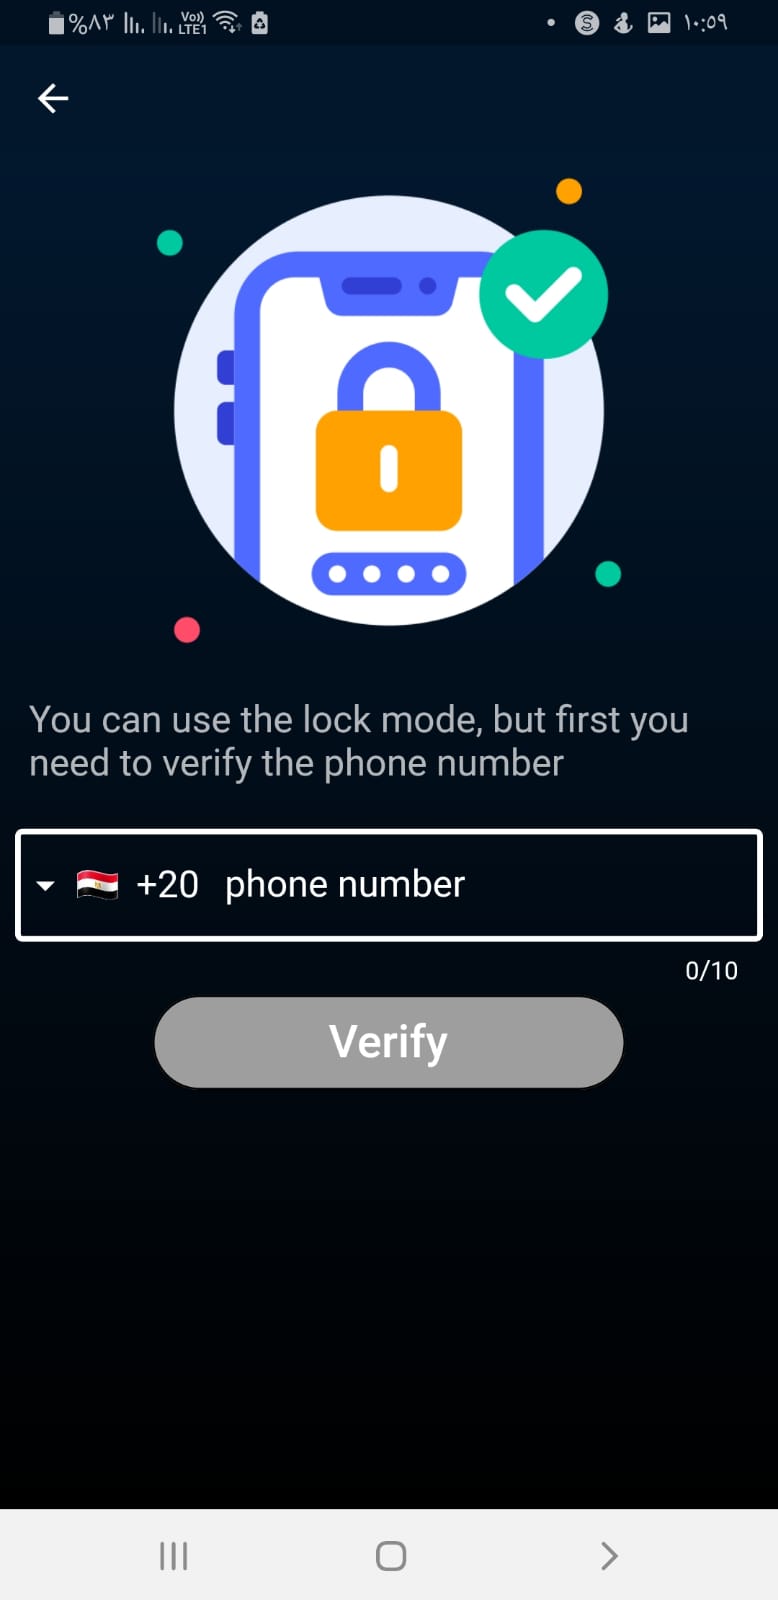 %٨٣ Vo) LTE1 S ١٠:٥٩
You can use the lock mode, but first you
need to verify the phone number
+20 phone number
0/10
Verify